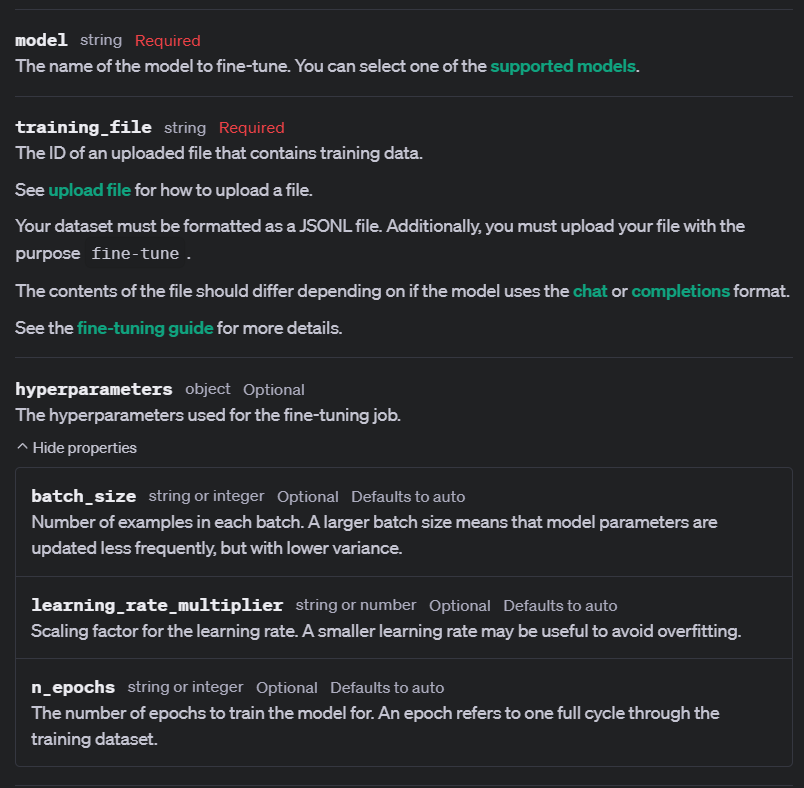 model string Required
The name of the model to fine-tune. You can select one of the supported models.
training_file string Required
The ID of an uploaded file that contains training data.
See upload file for how to upload a file.
Your dataset must be formatted as a JSONL file. Additionally, you must upload your file with the
purpose fine-tune .
The contents of the file should differ depending on if the model uses the chat or completions format.
See the fine-tuning guide for more details.
hyperparameters object Optional
The hyperparameters used for the fine-tuning job.
Hide properties
batch_size string or integer Optional Defaults to auto
Number of examples in each batch. A larger batch size means that model parameters are
updated less frequently, but with lower variance.
learning_rate_multiplier string or number Optional Defaults to auto
Scaling factor for the learning rate. A smaller learning rate may be useful to avoid overfitting.
n_epochs string or integer Optional Defaults to auto
The number of epochs to train the model for. An epoch refers to one full cycle through the
training dataset.